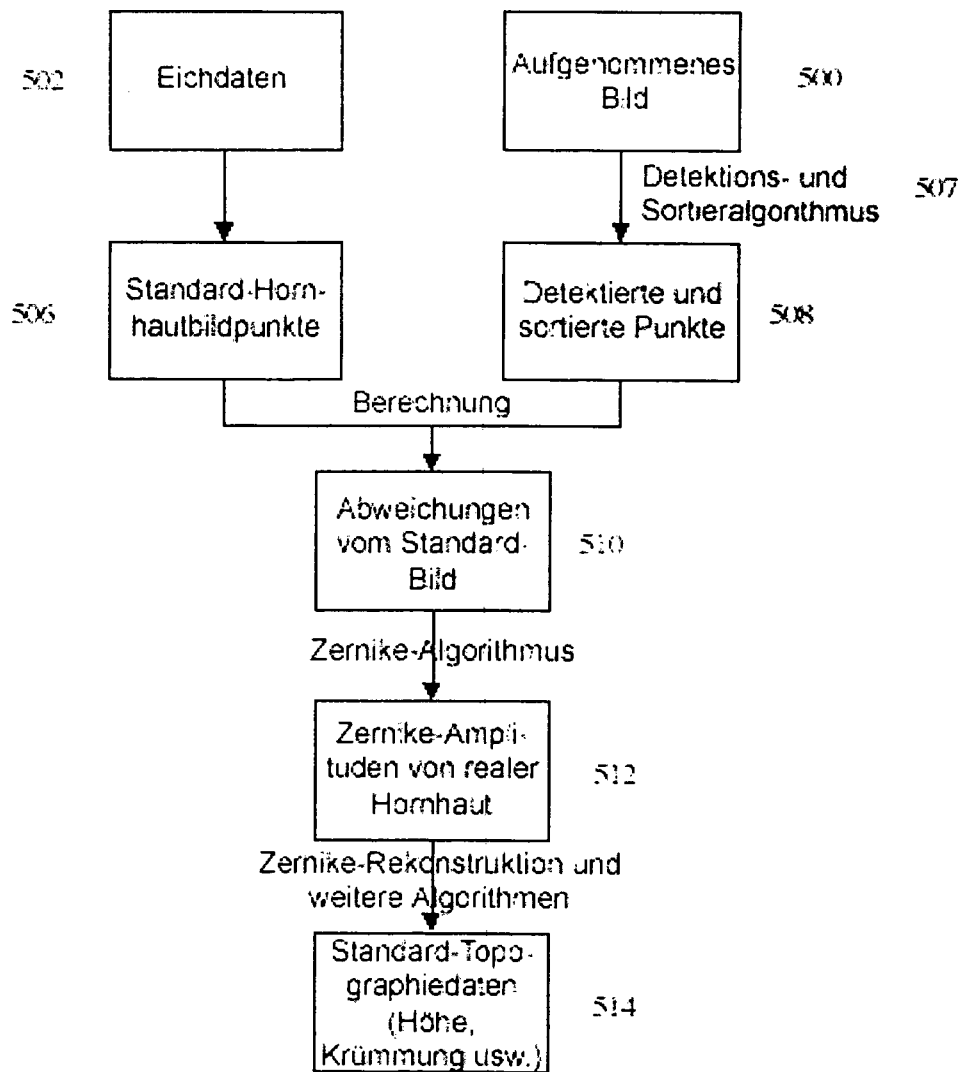 502
Eichdaten
Aufgenommenes
Bild
500
Detektions- und
Sortieralgorithmus
507
506
Standard-Horn-
hautbildpunkte
Detektierte und
sortierte Punkte
508
Berechnung
Abweichungen
vom Standard-
Bild
510
Zernike-Algorithmus
Zernike-Ampli-
tuden von realer
Hornhaut
512
Zernike-Rekonstruktion und
weitere Algorithmen
Standard-Topo-
graphiedaten
(Höhe,
Krümmung usw.)
514